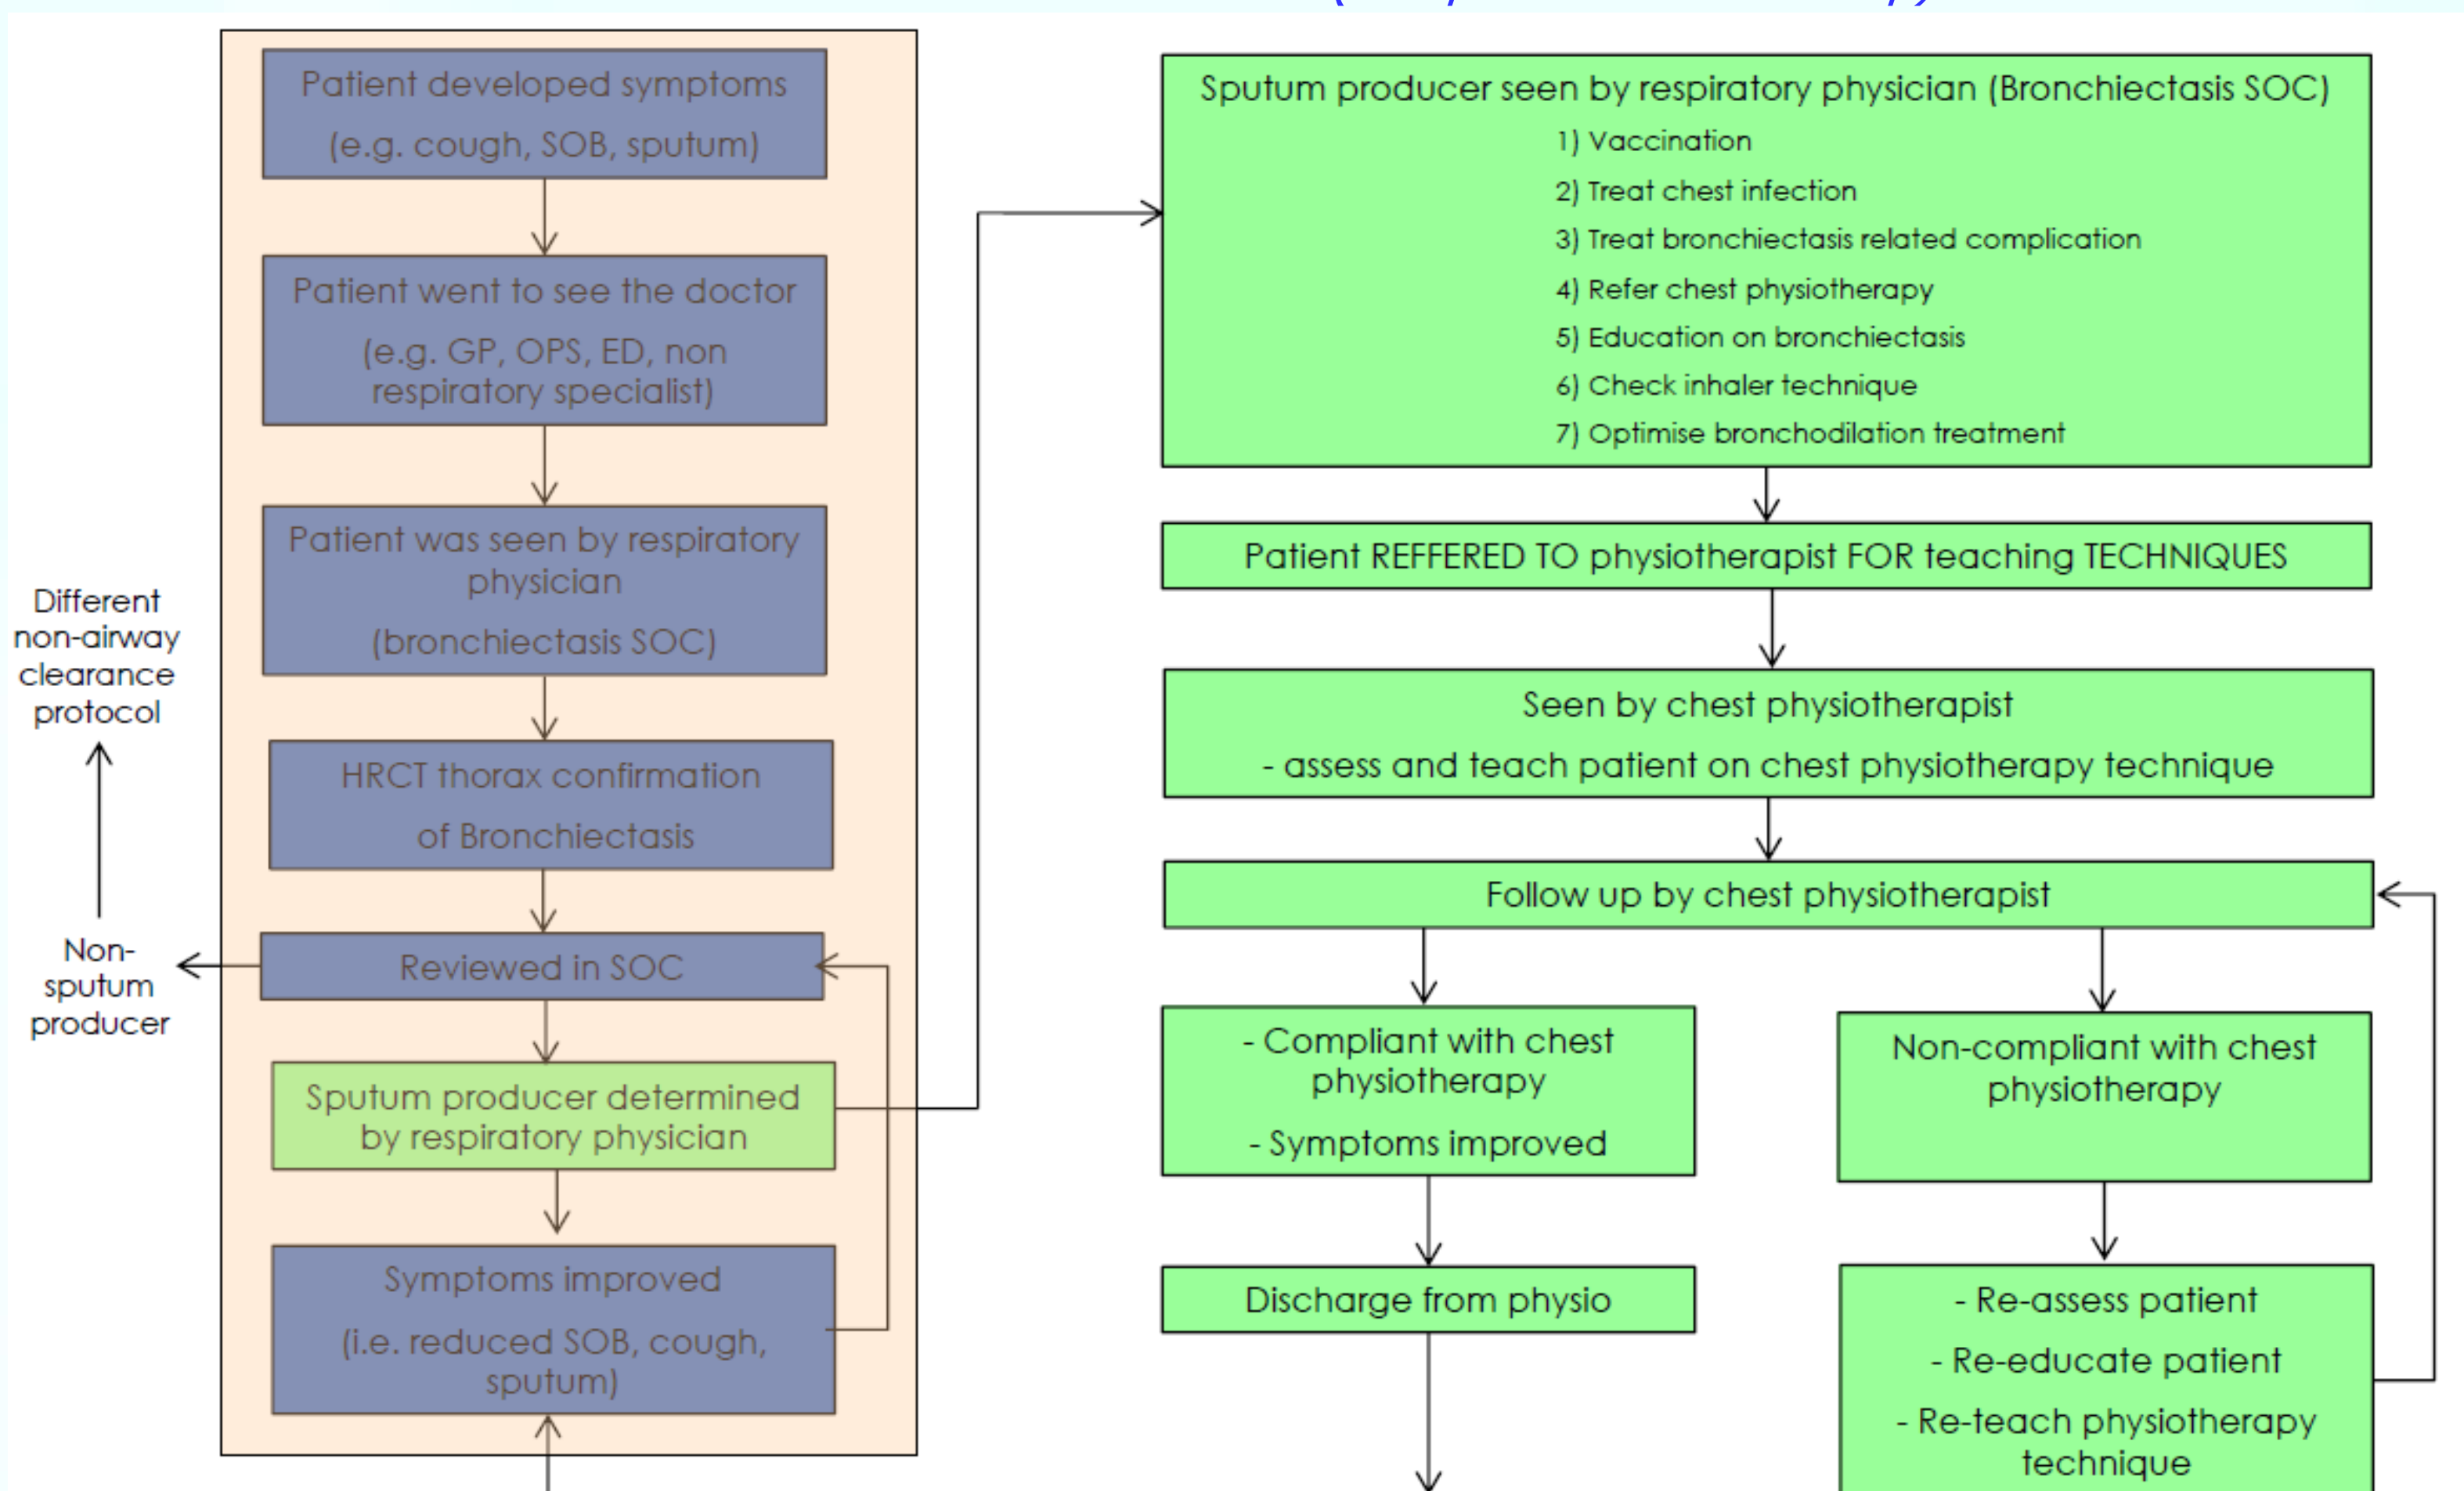 Patient developed symptoms
(e.g. cough, SOB, sputum)
Patient went to see the doctor
(e.g. GP, OPS, ED, non
respiratory specialist)
Patient was seen by respiratory
physician
(bronchiectasis SOC)
HRCT thorax confirmation
of Bronchiectasis
Reviewed in SOC
Different
non-airway
clearance
protocol
Non-
sputum
producer
Sputum producer determined
by respiratory physician
Symptoms improved
(i.e. reduced SOB, cough,
sputum)
Sputum producer seen by respiratory physician (Bronchiectasis SOC)
1) Vaccination
2) Treat chest infection
3) Treat bronchiectasis related complication
4) Refer chest physiotherapy
5) Education on bronchiectasis
6) Check inhaler technique
7) Optimise bronchodilation treatment
Patient REFFERED TO physiotherapist FOR teaching TECHNIQUES
Seen by chest physiotherapist
- assess and teach patient on chest physiotherapy technique
Follow up by chest physiotherapist
- Compliant with chest
physiotherapy
- Symptoms improved
Discharge from physio
Non-compliant with chest
physiotherapy
- Re-assess patient
- Re-educate patient
- Re-teach physiotherapy
technique